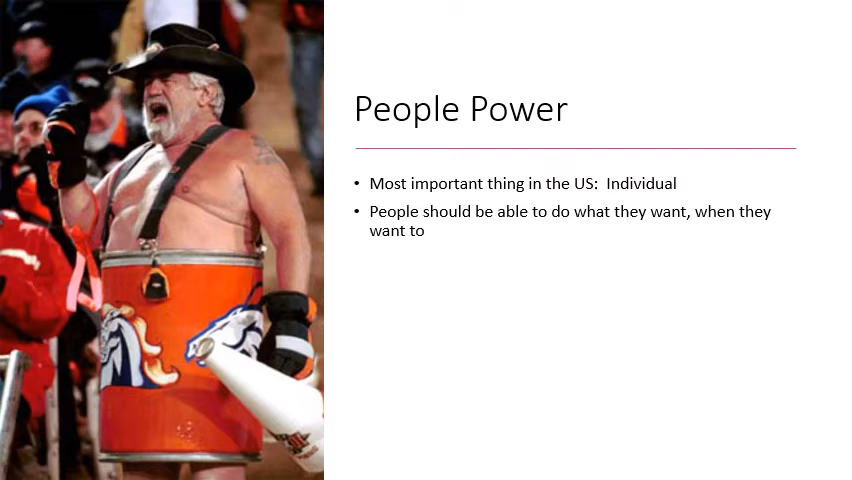 People Power
• Most important thing in the US:  Individual
• People should be able to do what they want, when they
want to